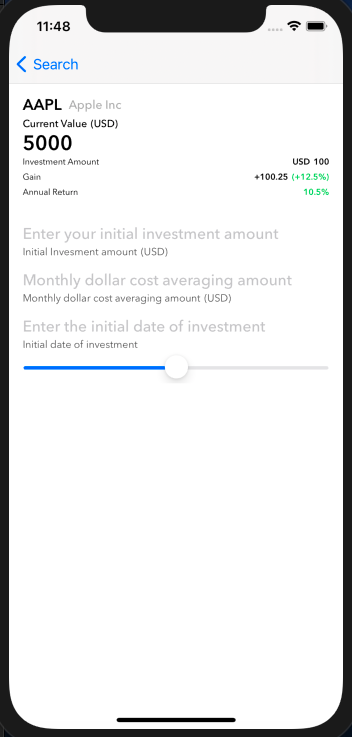 11:48
Search
AAPL Apple Inc
Current Value (USD)
5000
Investment Amount USD 100
Gain +100.25 (+12.5%)
Annual Return 10.5%
Enter your initial investment amount
Initial Invesment amount (USD)
Monthly dollar cost averaging amount
Monthly dollar cost averaging amount (USD)
Enter the initial date of investment
Initial date of investment